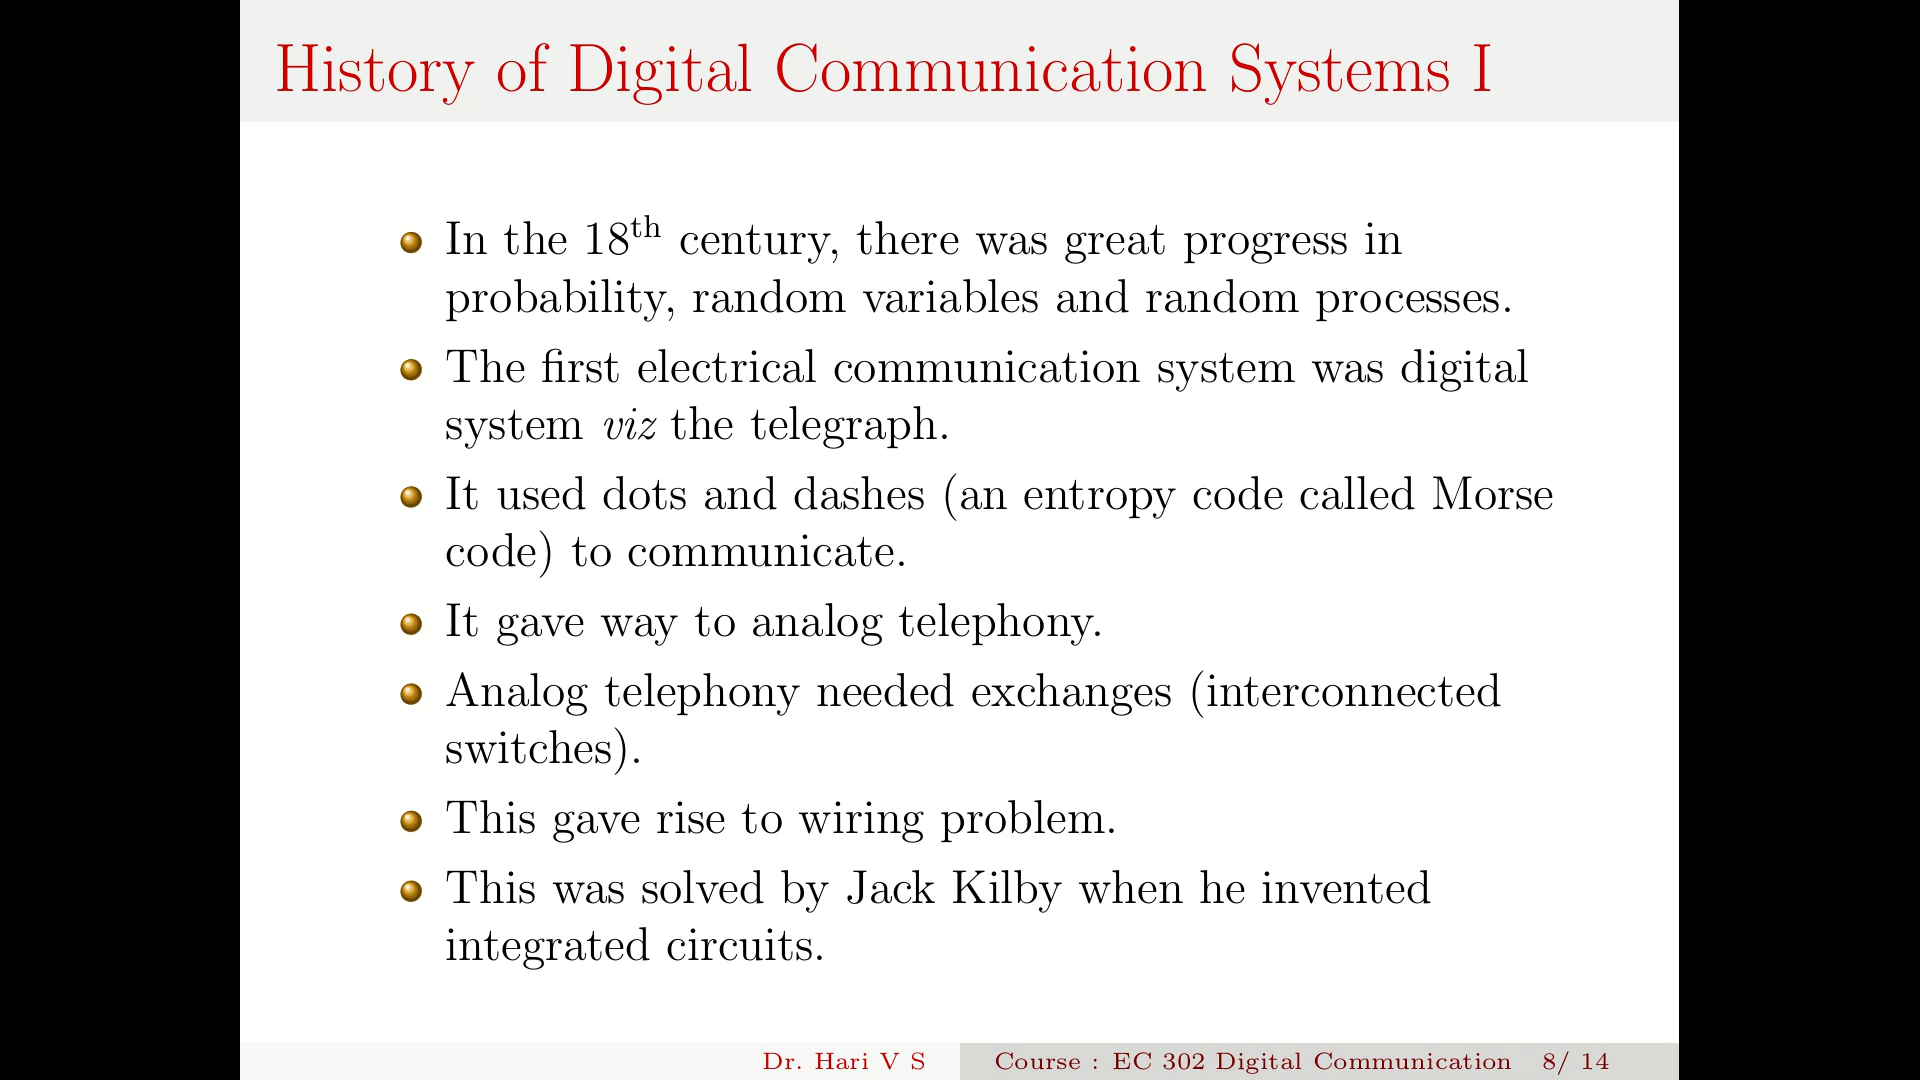 History of Digital Communication Systems I
In the 18th century, there was great progress in
probability, random variables and random processes.
The first electrical communication system was digital
system viz the telegraph.
It used dots and dashes (an entropy code called Morse
code) to communicate.
It gave way to analog telephony.
Analog telephony needed exchanges (interconnected
switches).
This gave rise to wiring problem.
This was solved by Jack Kilby when he invented
integrated circuits.
Dr. Hari V S Course : EC 302 Digital Communication 8/ 14